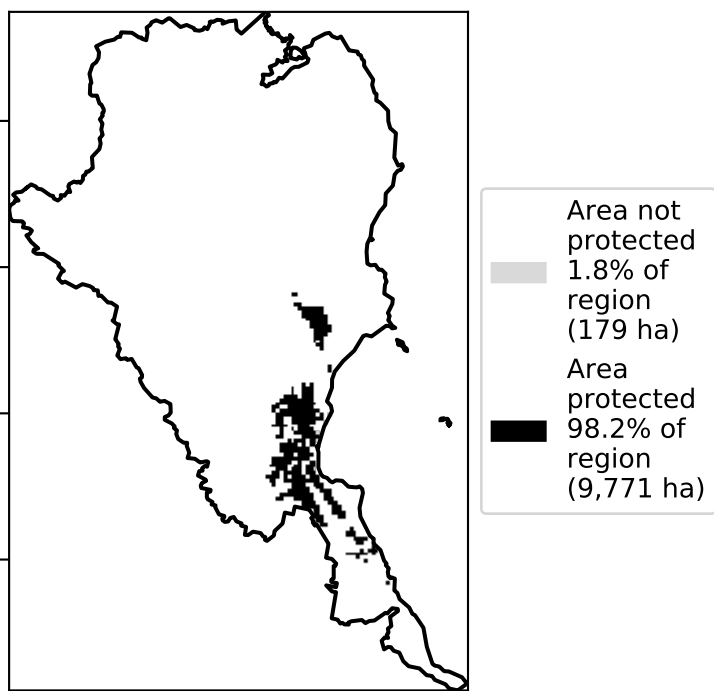 Area not
protected
1.8% of
region
(179 ha)
Area
protected
98.2% of
region
(9,771 ha)